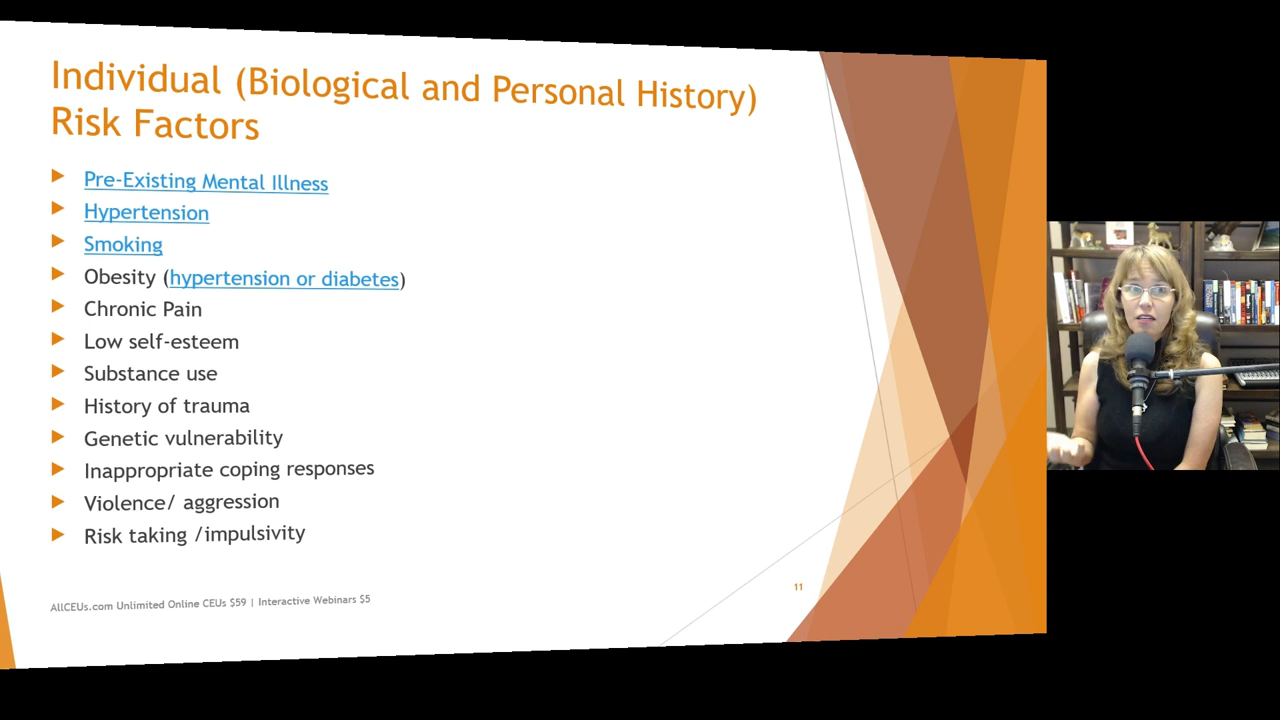 Individual (Biological and Personal History)
Risk Factors
Pre-Existing Mental Illness
Hypertension
Smoking
Obesity (hypertension or diabetes)
Chronic Pain
Low self-esteem
Substance use
History of trauma
Genetic vulnerability
Inappropriate coping responses
Violence/ aggression
Risk taking /impulsivity
11
AllCEUs.com Unlimited Online CEUs $59 | Interactive Webinars $5